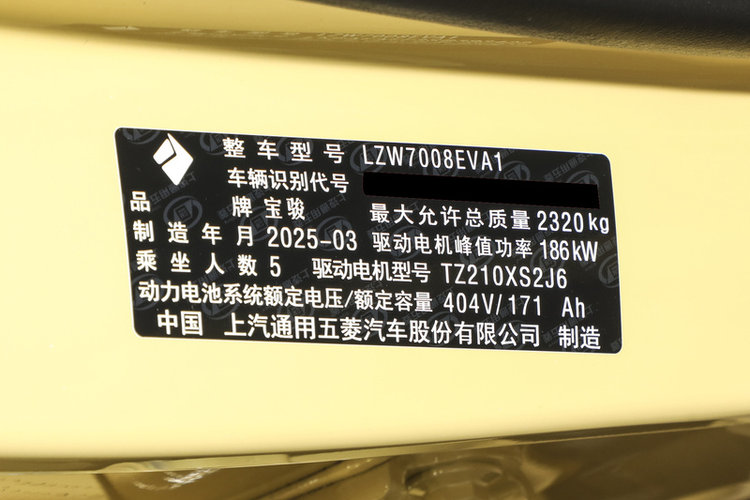 整车型号 LZW7008EVA1
车辆识别代号
品牌 宝骏 最大允许总质量 2320kg
制造年月 2025-03 驱动电机峰值功率 186kW
乘坐人数 5 驱动电机型号 TZ210XS2J6
动力电池系统额定电压/额定容量 404V/171 Ah
中国 上汽通用五菱汽车股份有限公司 制造